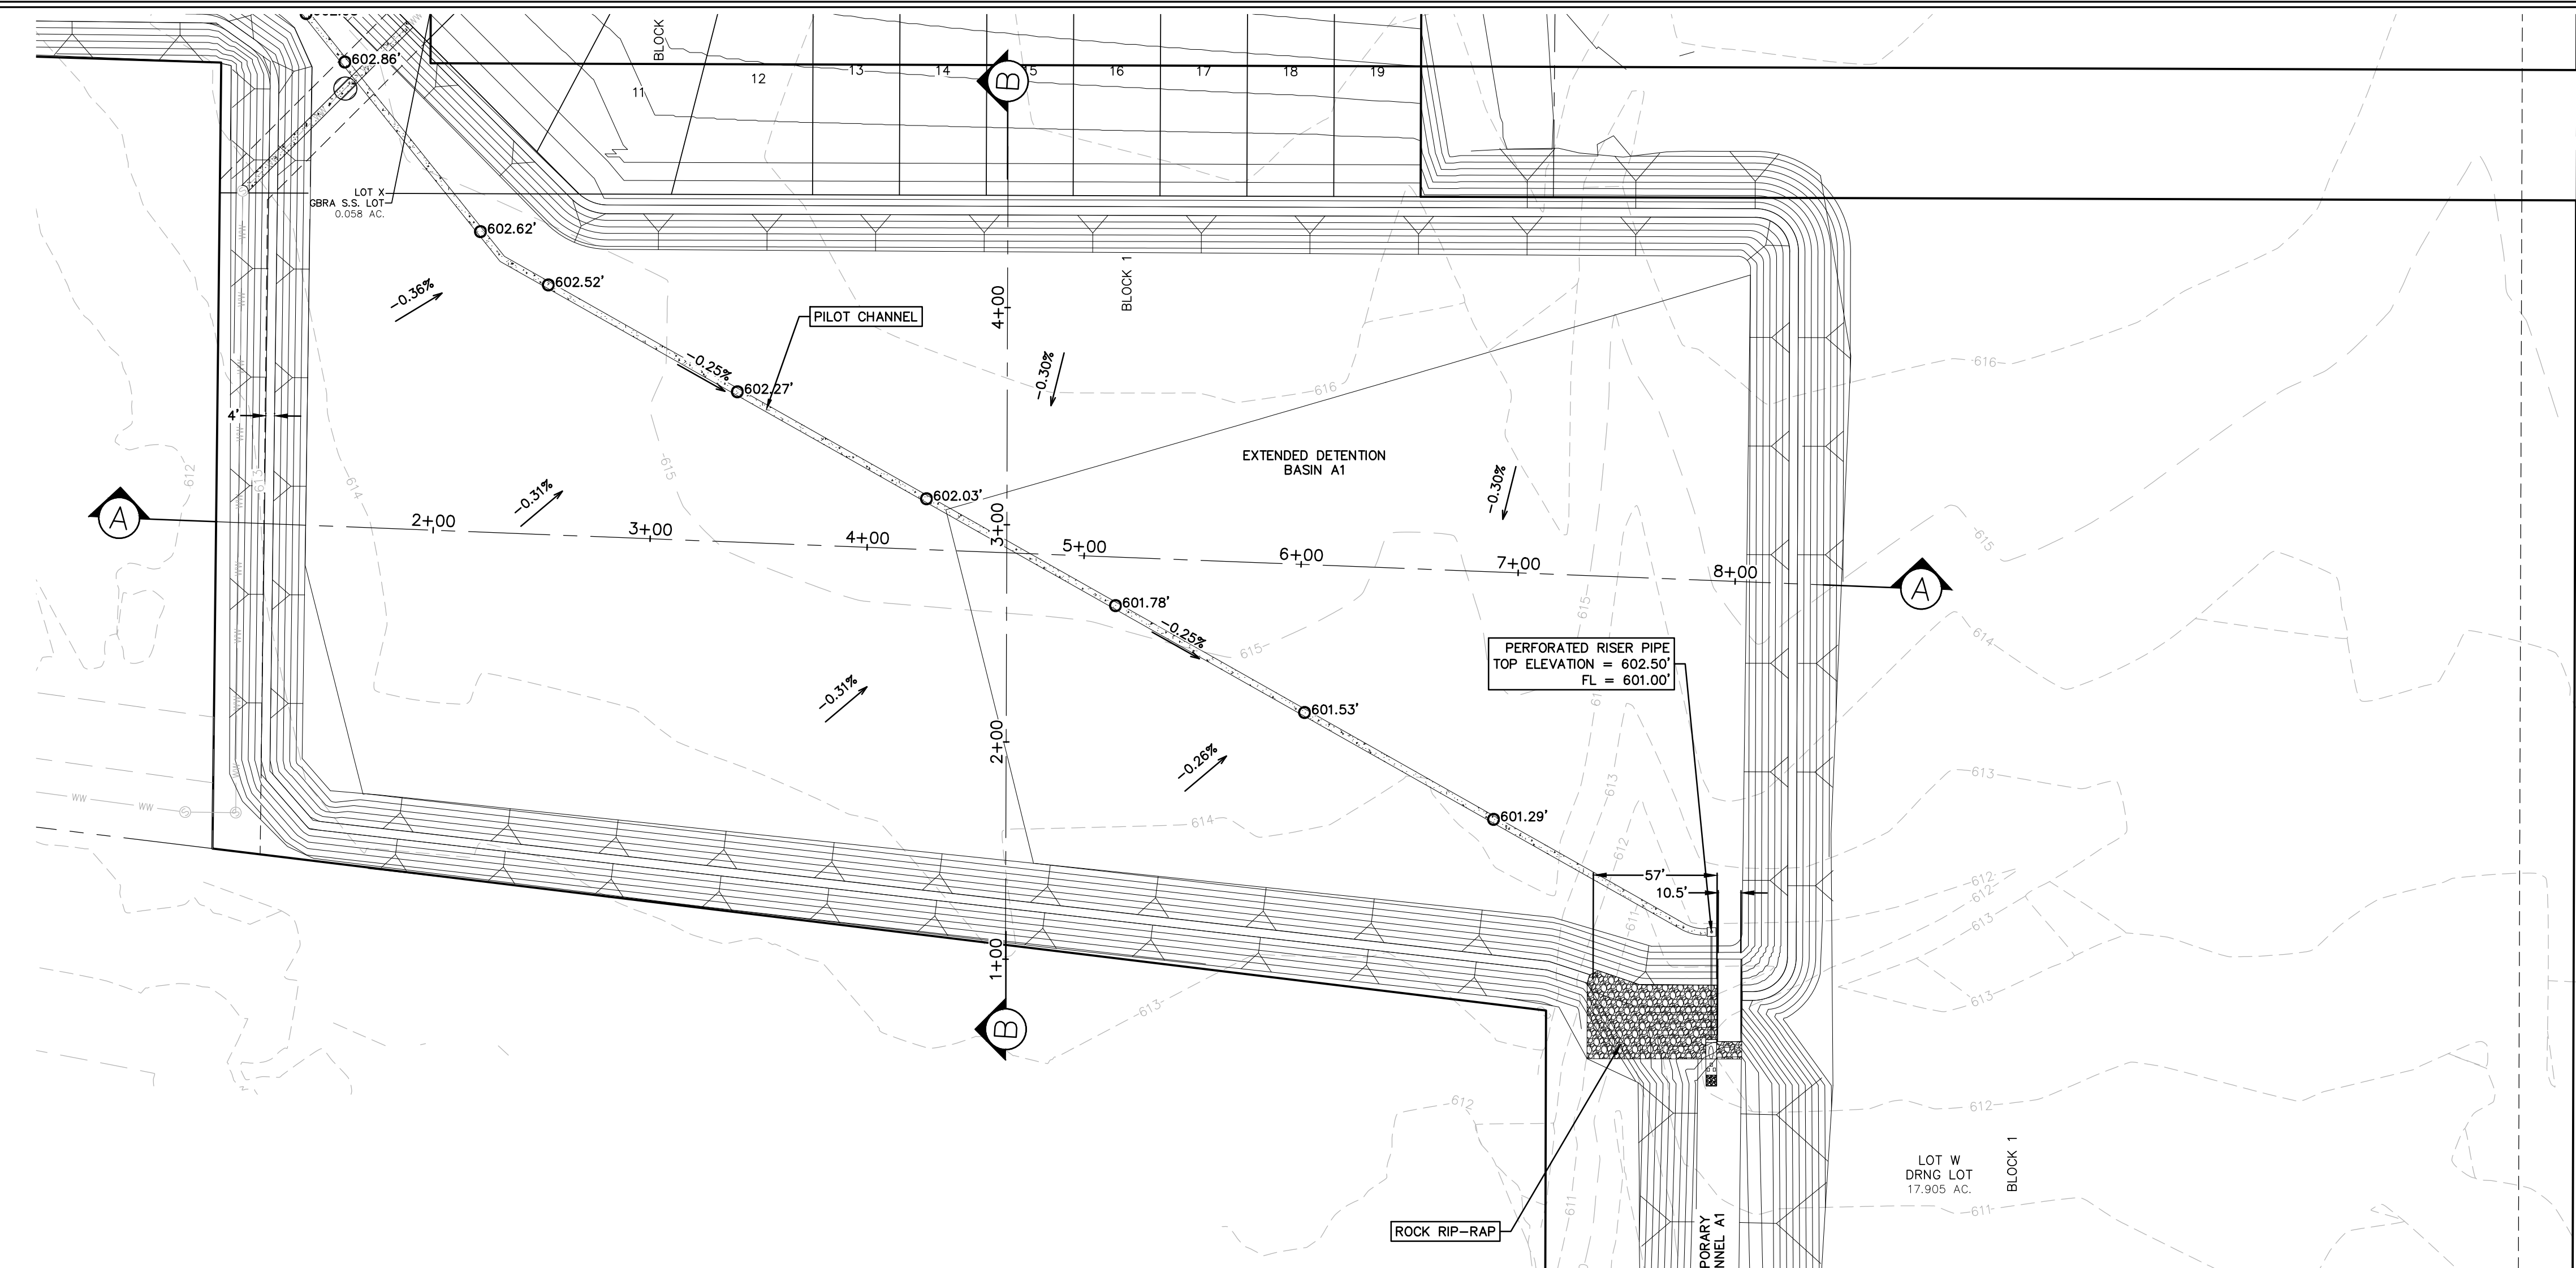 602.86'
BLOCK
11
12
13
14
15
16
17
18
19
B
LOT X
GBRA S.S. LOT
0.058 AC.
602.62'
602.52'
-0.36%
PILOT CHANNEL
-0.25%
602.27'
4+00
BLOCK 1
-0.30%
616
616
4'
612
613
614
615
EXTENDED DETENTION
BASIN A1
-0.30%
-0.31%
602.03'
A
2+00
3+00
4+00
3+00
5+00
6+00
7+00
8+00
A
615
601.78'
-0.25%
615
615
614
PERFORATED RISER PIPE
TOP ELEVATION = 602.50'
FL = 601.00'
-0.31%
601.53'
2+00
-0.26%
613
613
WW
WW
S
S
614
601.29'
612
57'
10.5'
612
612
613
611
1+00
B
613
613
612
612
LOT W
DRNG LOT
17.905 AC.
BLOCK 1
611
611
ROCK RIP-RAP
PORARY
NNEL A1